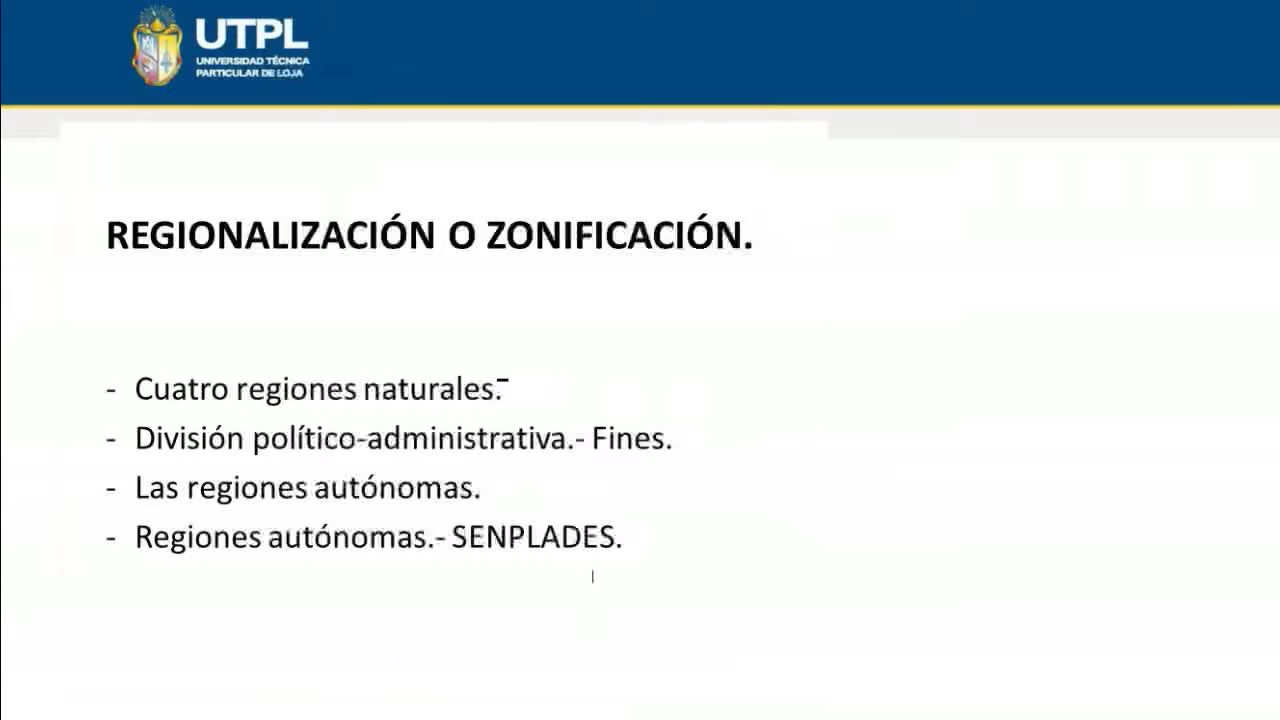 UTPL
UNIVERSIDAD TÉCNICA
PARTICULAR DE LOJA
REGIONALIZACIÓN O ZONIFICACIÓN.
- Cuatro regiones naturales.-
- División político-administrativa.- Fines.
- Las regiones autónomas.
- Regiones autónomas.- SENPLADES.